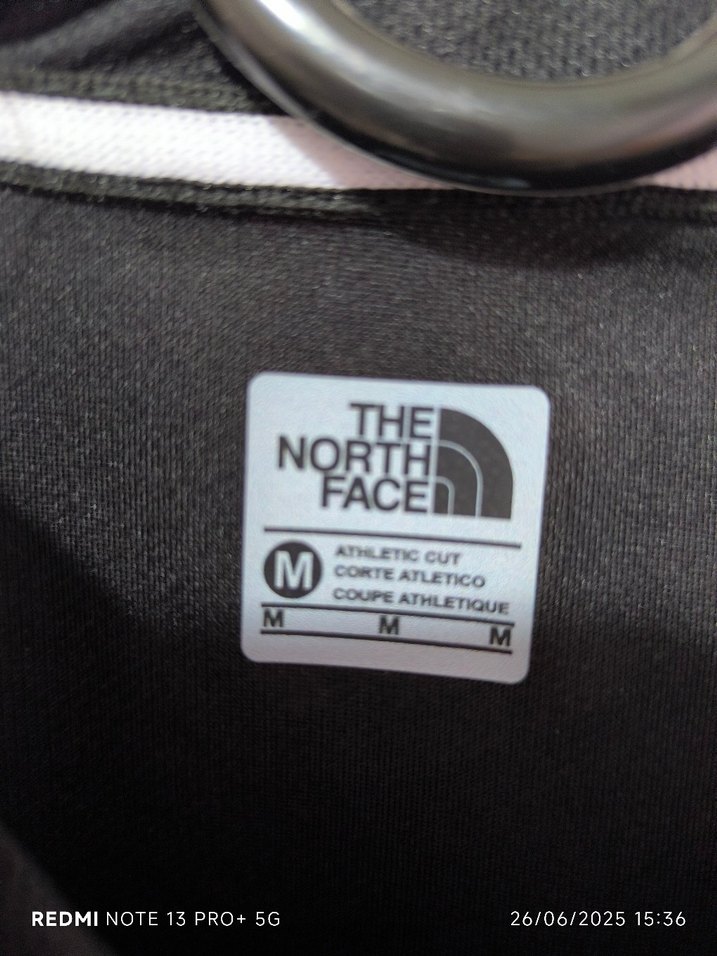 THE
NORTH
FACE
M
ATHLETIC CUT
CORTE ATLETICO
COUPE ATHLETIQUE
M M M
REDMI NOTE 13 PRO+ 5G
26/06/2025 15:36